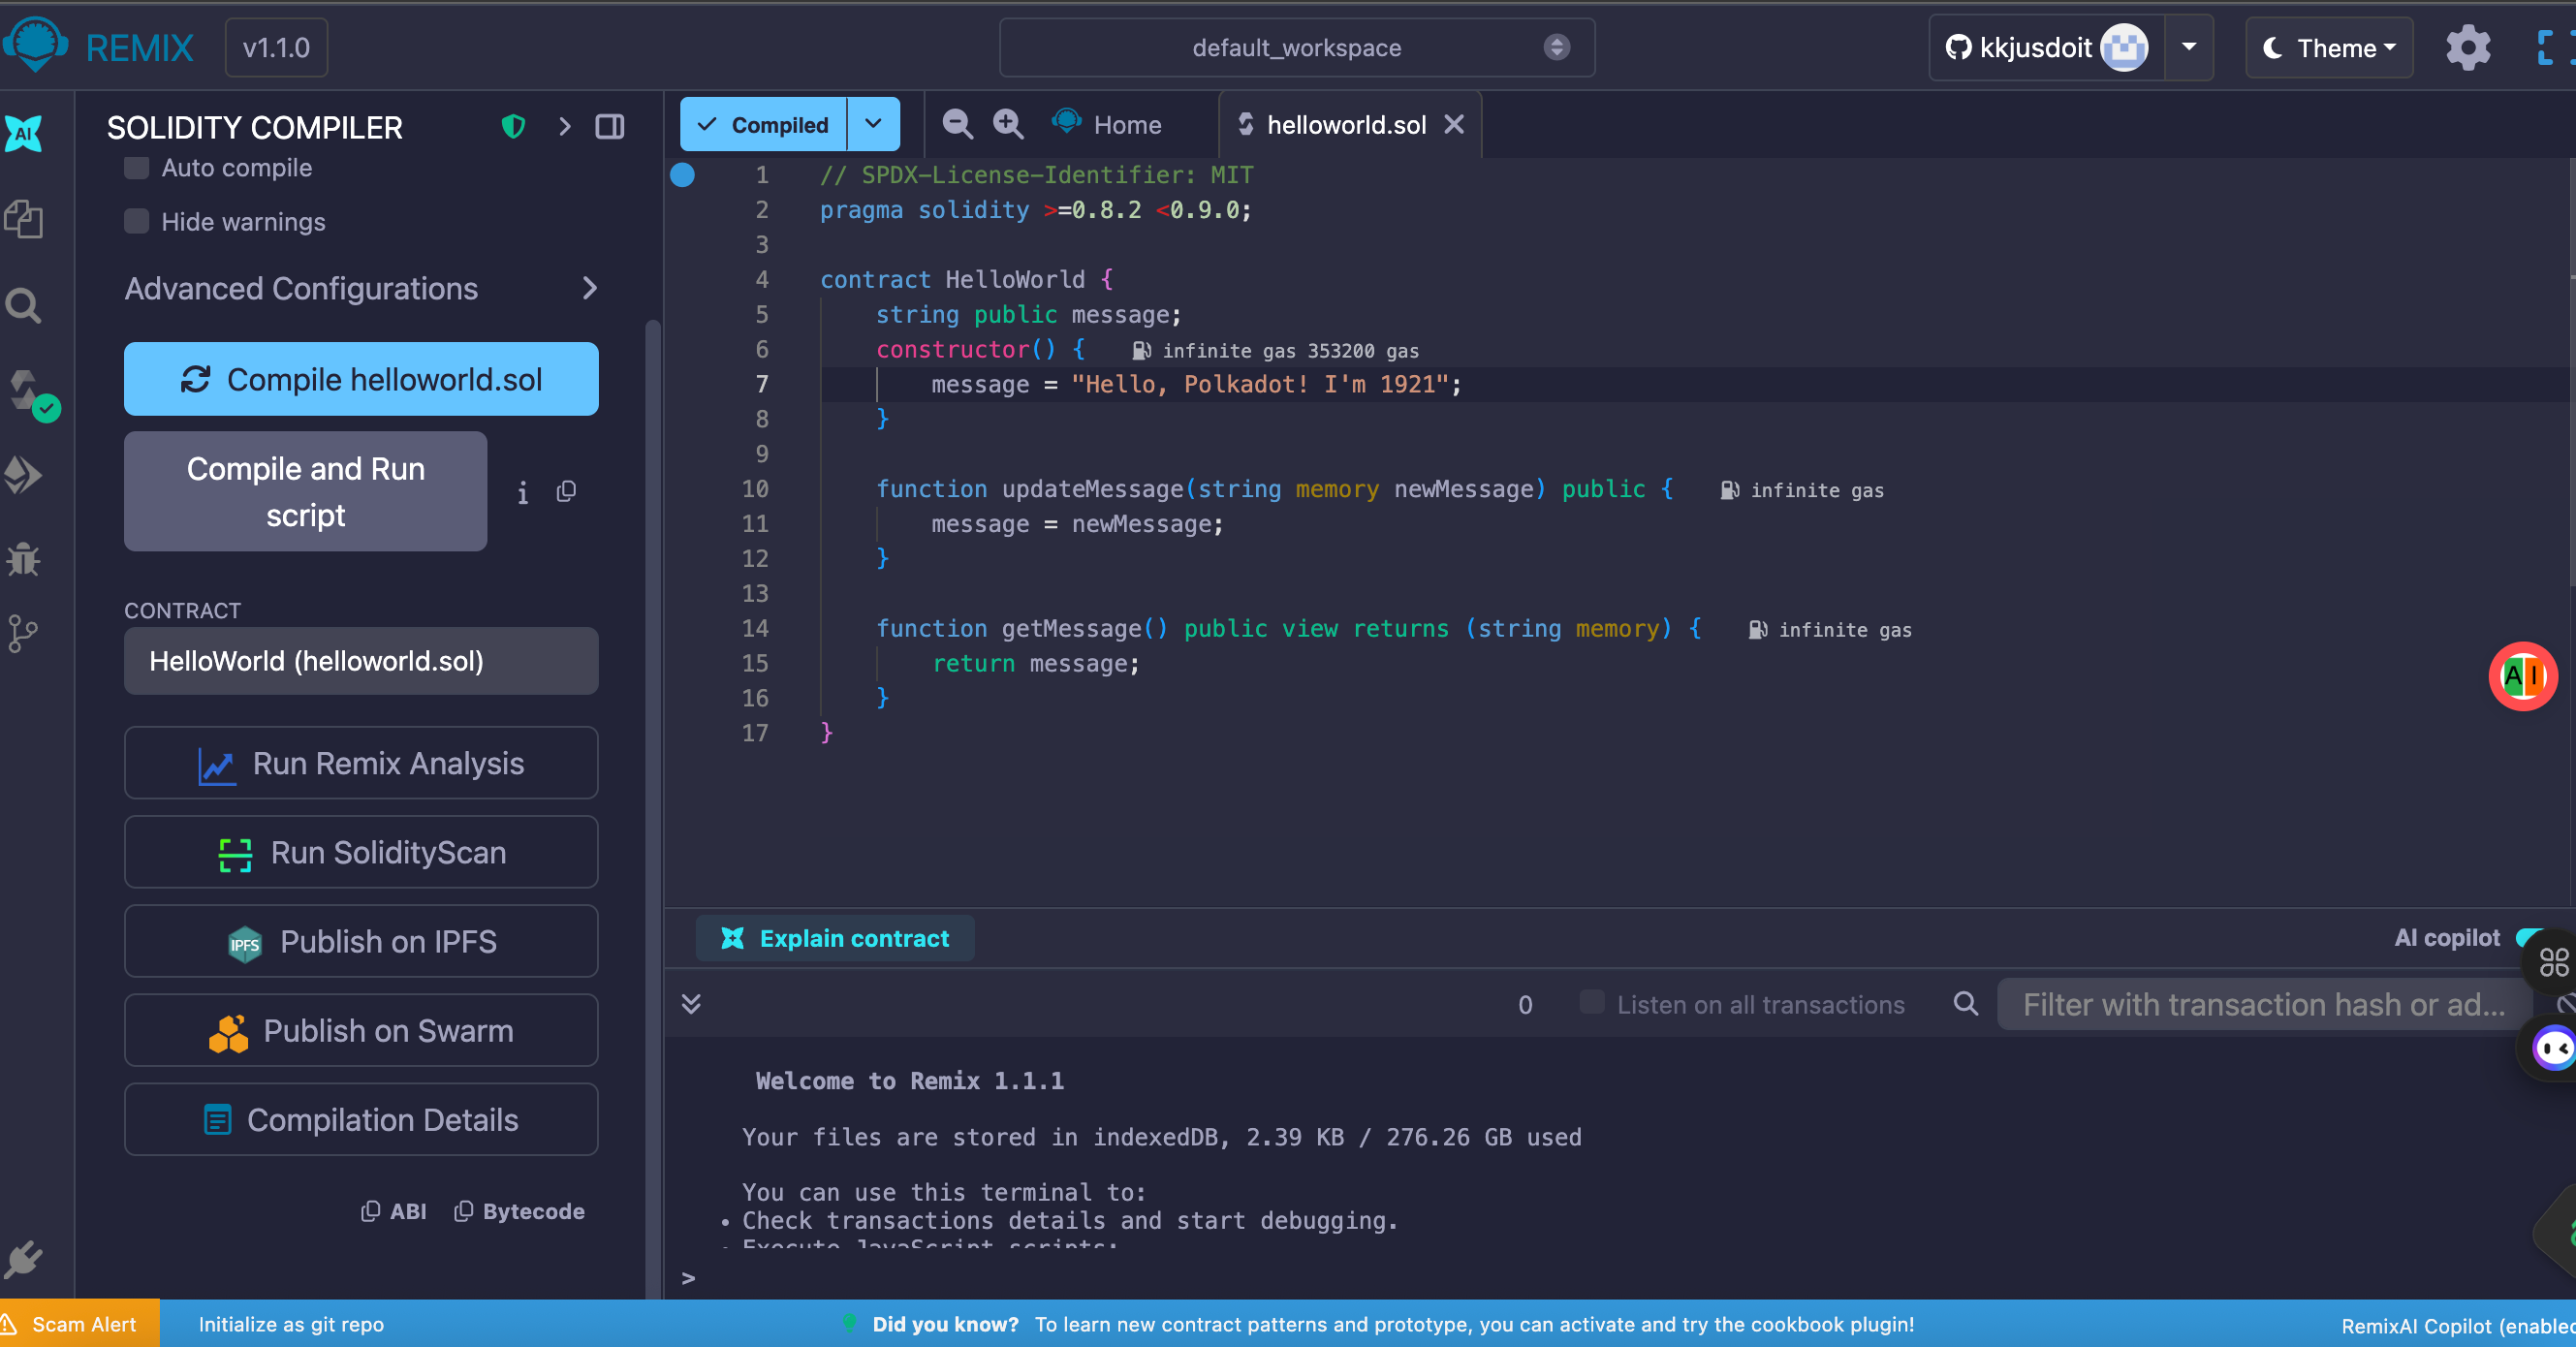 REMIX
v1.1.0
default_workspace
kkjusdoit
Theme
AI
SOLIDITY COMPILER
Auto compile
Hide warnings
Advanced Configurations
Compile helloworld.sol
Compile and Run
script
i
CONTRACT
HelloWorld (helloworld.sol)
Run Remix Analysis
Run SolidityScan
IPFS
Publish on IPFS
Publish on Swarm
Compilation Details
ABI
Bytecode
Compiled
Home
helloworld.sol
1 // SPDX-License-Identifier: MIT
2 pragma solidity >=0.8.2 <0.9.0;
3
4 contract HelloWorld {
5 string public message;
6 constructor() { infinite gas 353200 gas
7 message = "Hello, Polkadot! I'm 1921";
8 }
9
10 function updateMessage(string memory newMessage) public { infinite gas
11 message = newMessage;
12 }
13
14 function getMessage() public view returns (string memory) { infinite gas
15 return message;
16 }
17 }
AI
Explain contract
AI copilot
0
Listen on all transactions
Filter with transaction hash or ad...
Welcome to Remix 1.1.1
Your files are stored in indexedDB, 2.39 KB / 276.26 GB used
You can use this terminal to:
• Check transactions details and start debugging.
• Execute JavaScript scripts:
>
Scam Alert
Initialize as git repo
Did you know? To learn new contract patterns and prototype, you can activate and try the cookbook plugin!
RemixAI Copilot (enabled